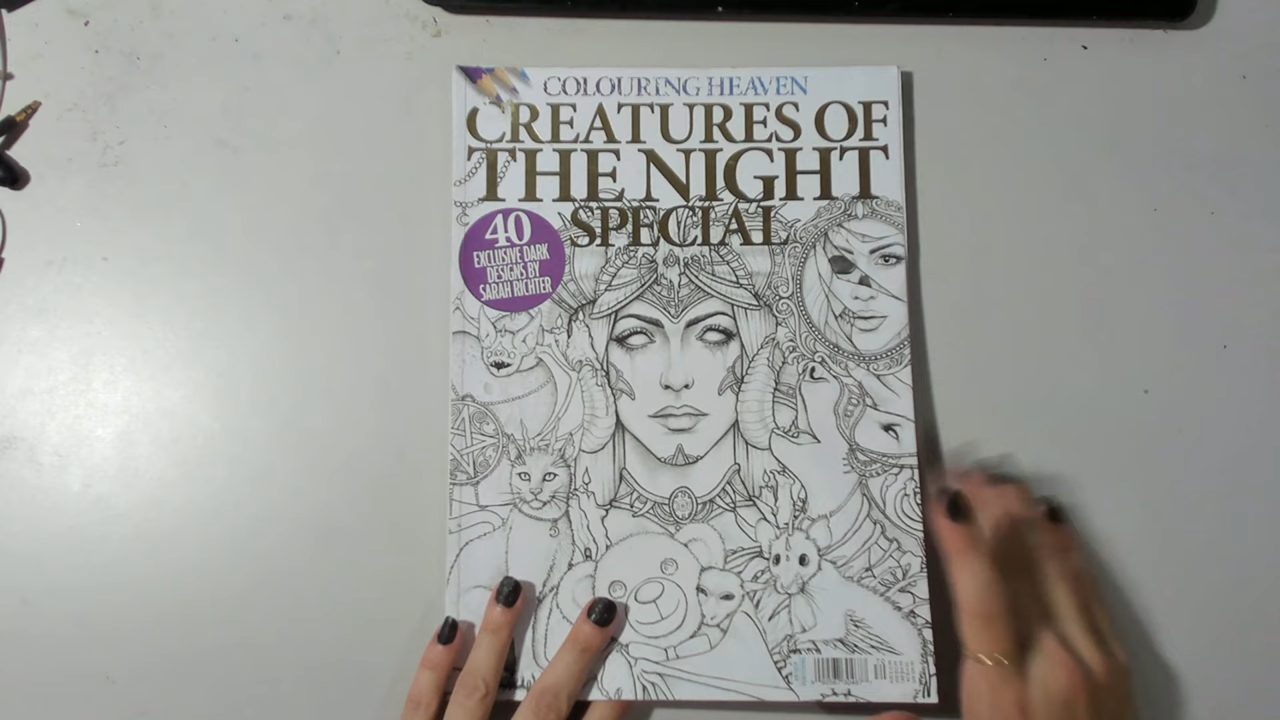 COLOURING HEAVEN
CREATURES OF
THE NIGHT
SPECIAL
40
EXCLUSIVE DARK
DESIGNS BY
SARAH RICHTER